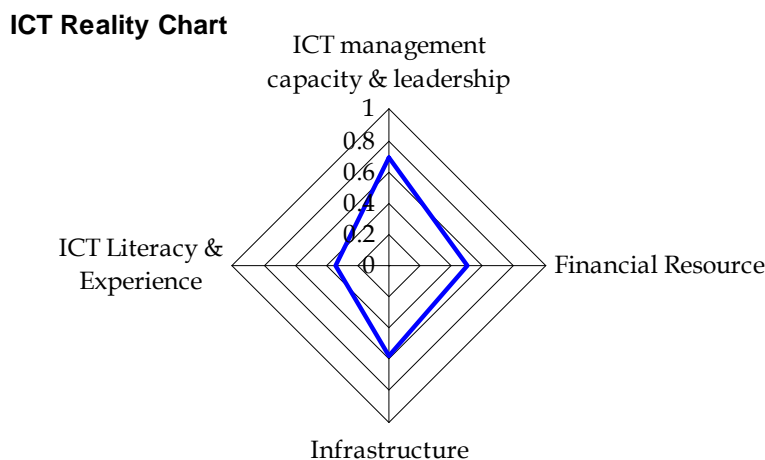 ICT Reality Chart
ICT management
capacity & leadership
1
0.8
0.6
0.4
0.2
0
ICT Literacy &
Experience
Financial Resource
Infrastructure